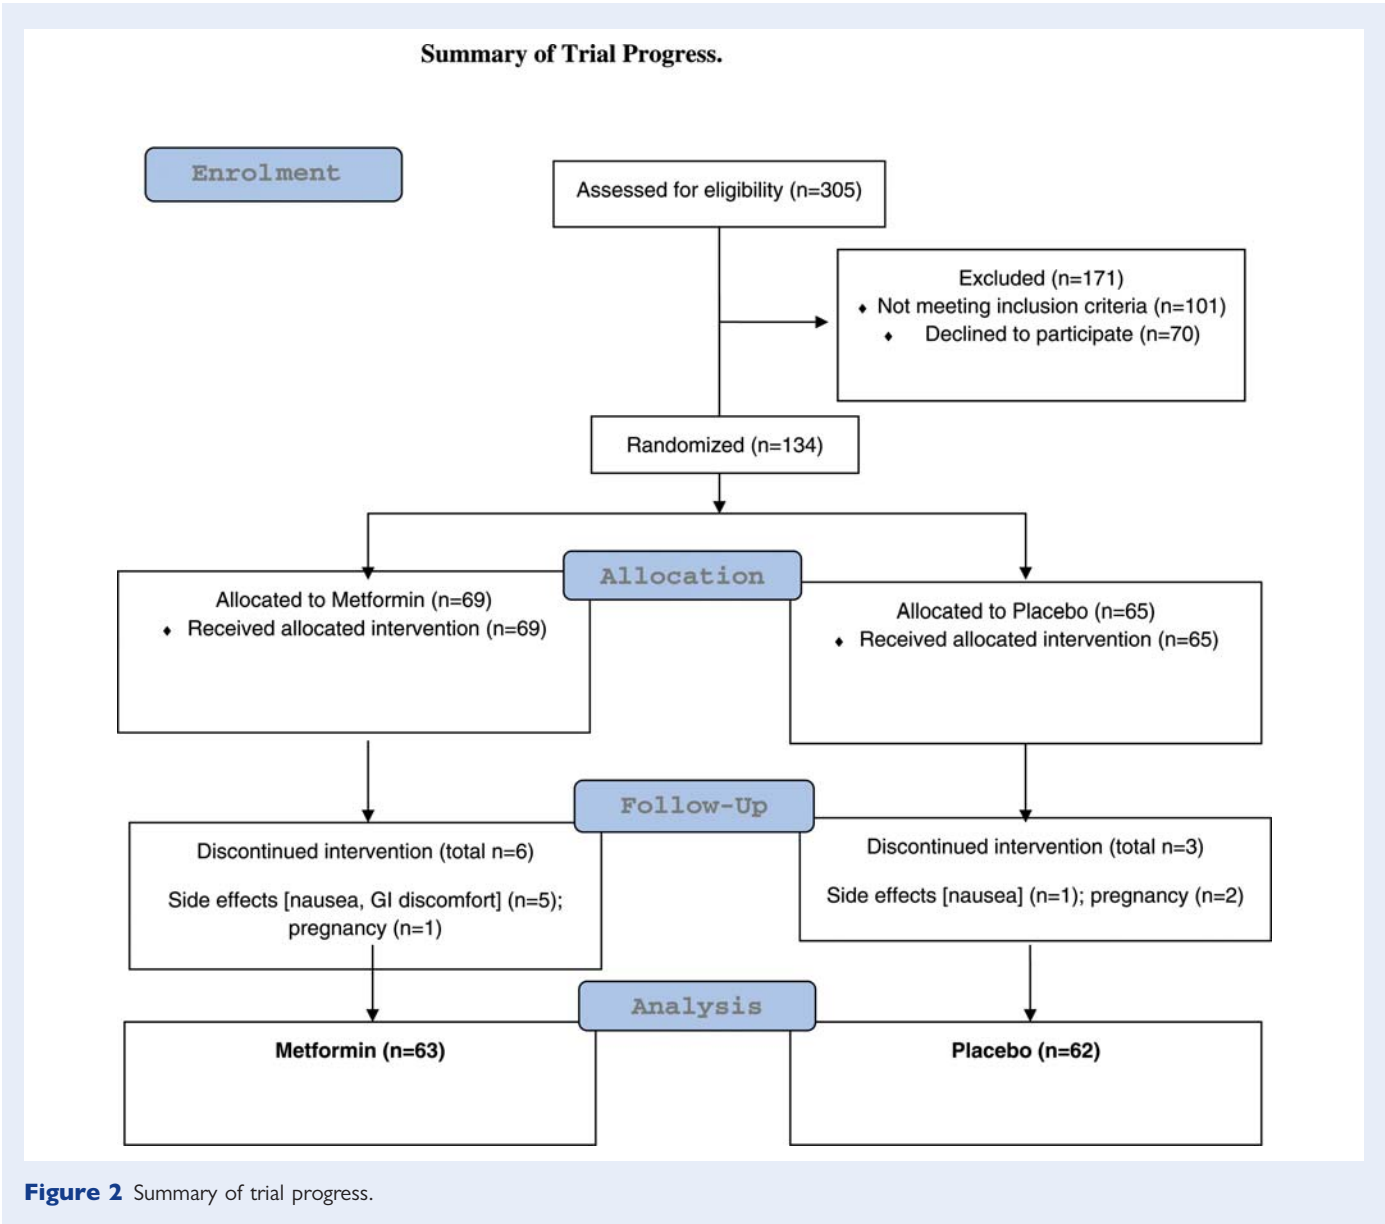 Summary of Trial Progress.
Enrolment
Assessed for eligibility (n=305)
Excluded (n=171)
♦ Not meeting inclusion criteria (n=101)
♦ Declined to participate (n=70)
Randomized (n=134)
Allocation
Allocated to Metformin (n=69)
♦ Received allocated intervention (n=69)
Allocated to Placebo (n=65)
♦ Received allocated intervention (n=65)
Follow-Up
Discontinued intervention (total n=6)
Side effects [nausea, GI discomfort] (n=5);
pregnancy (n=1)
Discontinued intervention (total n=3)
Side effects [nausea] (n=1); pregnancy (n=2)
Analysis
Metformin (n=63)
Placebo (n=62)
Figure 2 Summary of trial progress.